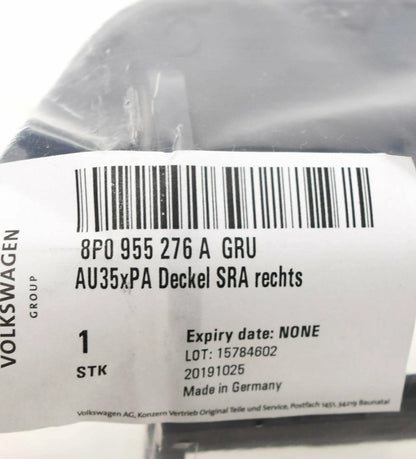 VOLKSWAGEN
GROUP
8P0 955 276 A GRU
AU35xPA Deckel SRA rechts
1
STK
Expiry date: NONE
LOT: 15784602
20191025
Made in Germany
Volkswagen AG, Konzern Vertrieb Original Teile und Service, Postfach 1451, 34219 Baunatal